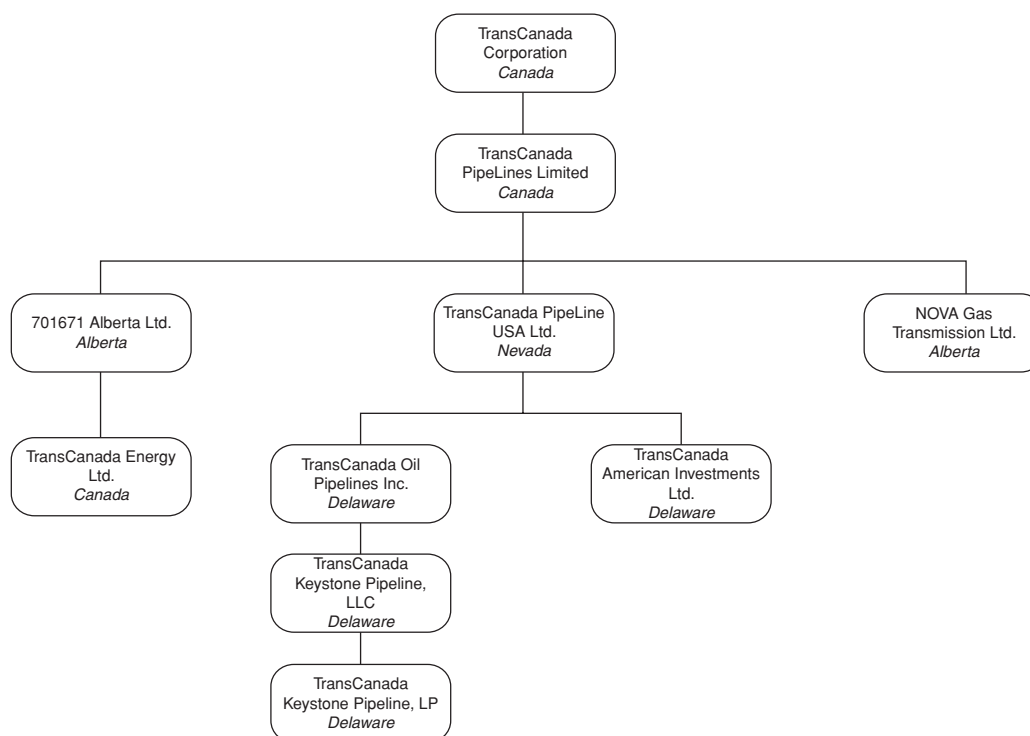 TransCanada
Corporation
Canada
TransCanada
PipeLines Limited
Canada
701671 Alberta Ltd.
Alberta
TransCanada PipeLine
USA Ltd.
Nevada
NOVA Gas
Transmission Ltd.
Alberta
TransCanada Energy
Ltd.
Canada
TransCanada Oil
Pipelines Inc.
Delaware
TransCanada
American Investments
Ltd.
Delaware
TransCanada
Keystone Pipeline,
LLC
Delaware
TransCanada
Keystone Pipeline, LP
Delaware